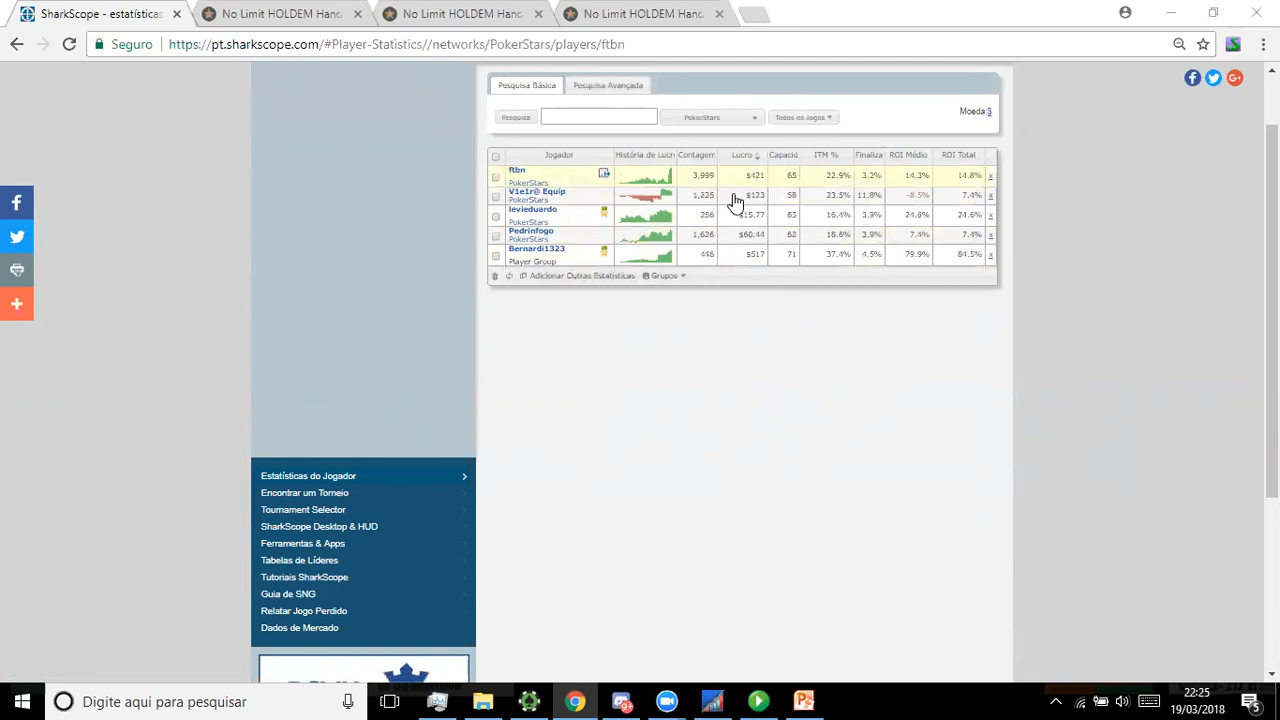 SharkScope - estatísticas
No Limit HOLDEM Hanc
No Limit HOLDEM Hanc
No Limit HOLDEM Hanc
Seguro
https://pt.sharkscope.com/#Player-Statistics//networks/PokerStars/players/ftbn
Pesquisa Básica
Pesquisa Avançada
Moeda:$
Pesquisa
PokerStars
Todos os Jogos
Jogador História de Lucr Contagem Lucro Capacid ITM % Finaliza ROI Médio ROI Total
ftbn
PokerStars
3,999 $421 65 22.9% 3.2% 14.3% 14.8% x
V1e1r@ Equip
PokerStars
1,225 $123 58 23.5% 11.8% -8.5% 7.4% x
levieduardo
PokerStars
256 $15.77 63 16.4% 3.9% 24.8% 24.6% x
Pedrinfogo
PokerStars
1,626 $60.44 62 18.6% 3.9% 7.4% 7.4% x
Bernardi1323
Player Group
446 $517 71 37.4% 4.5% 79.9% 84.5% x
Adicionar Outras Estatísticas
Grupos
Estatísticas do Jogador
Encontrar um Torneio
Tournament Selector
SharkScope Desktop & HUD
Ferramentas & Apps
Tabelas de Líderes
Tutoriais SharkScope
Guia de SNG
Relatar Jogo Perdido
Dados de Mercado
Digite aqui para pesquisar
22:25
19/03/2018
5